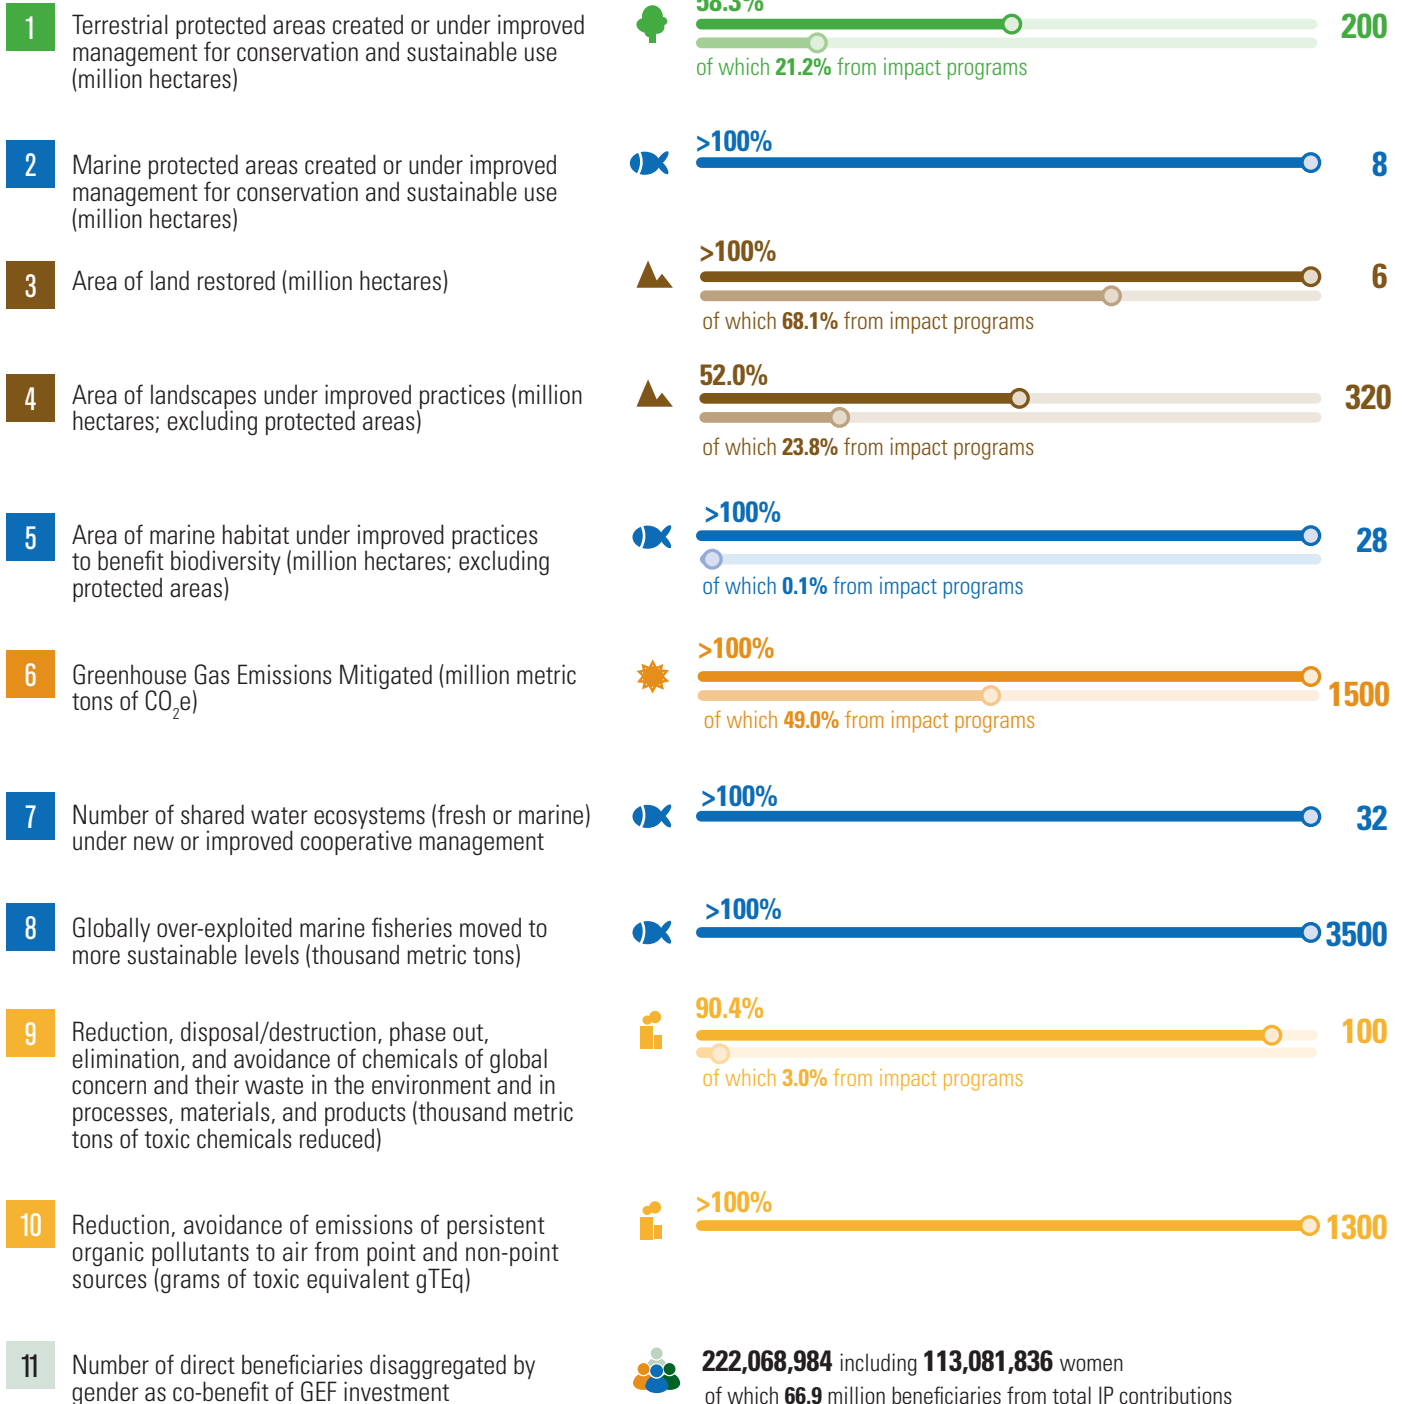 1
Terrestrial protected areas created or under improved
management for conservation and sustainable use
(million hectares)
58.3%
200
of which 21.2% from impact programs
2
Marine protected areas created or under improved
management for conservation and sustainable use
(million hectares)
>100%
8
3
Area of land restored (million hectares)
>100%
6
of which 68.1% from impact programs
4
Area of landscapes under improved practices (million
hectares; excluding protected areas)
52.0%
320
of which 23.8% from impact programs
5
Area of marine habitat under improved practices
to benefit biodiversity (million hectares; excluding
protected areas)
>100%
28
of which 0.1% from impact programs
6
Greenhouse Gas Emissions Mitigated (million metric
tons of CO₂e)
>100%
1500
of which 49.0% from impact programs
7
Number of shared water ecosystems (fresh or marine)
under new or improved cooperative management
>100%
32
8
Globally over-exploited marine fisheries moved to
more sustainable levels (thousand metric tons)
>100%
3500
9
Reduction, disposal/destruction, phase out,
elimination, and avoidance of chemicals of global
concern and their waste in the environment and in
processes, materials, and products (thousand metric
tons of toxic chemicals reduced)
90.4%
100
of which 3.0% from impact programs
10
Reduction, avoidance of emissions of persistent
organic pollutants to air from point and non-point
sources (grams of toxic equivalent gTEq)
>100%
1300
11
Number of direct beneficiaries disaggregated by
gender as co-benefit of GEF investment
222,068,984 including 113,081,836 women
of which 66.9 million beneficiaries from total IP contributions